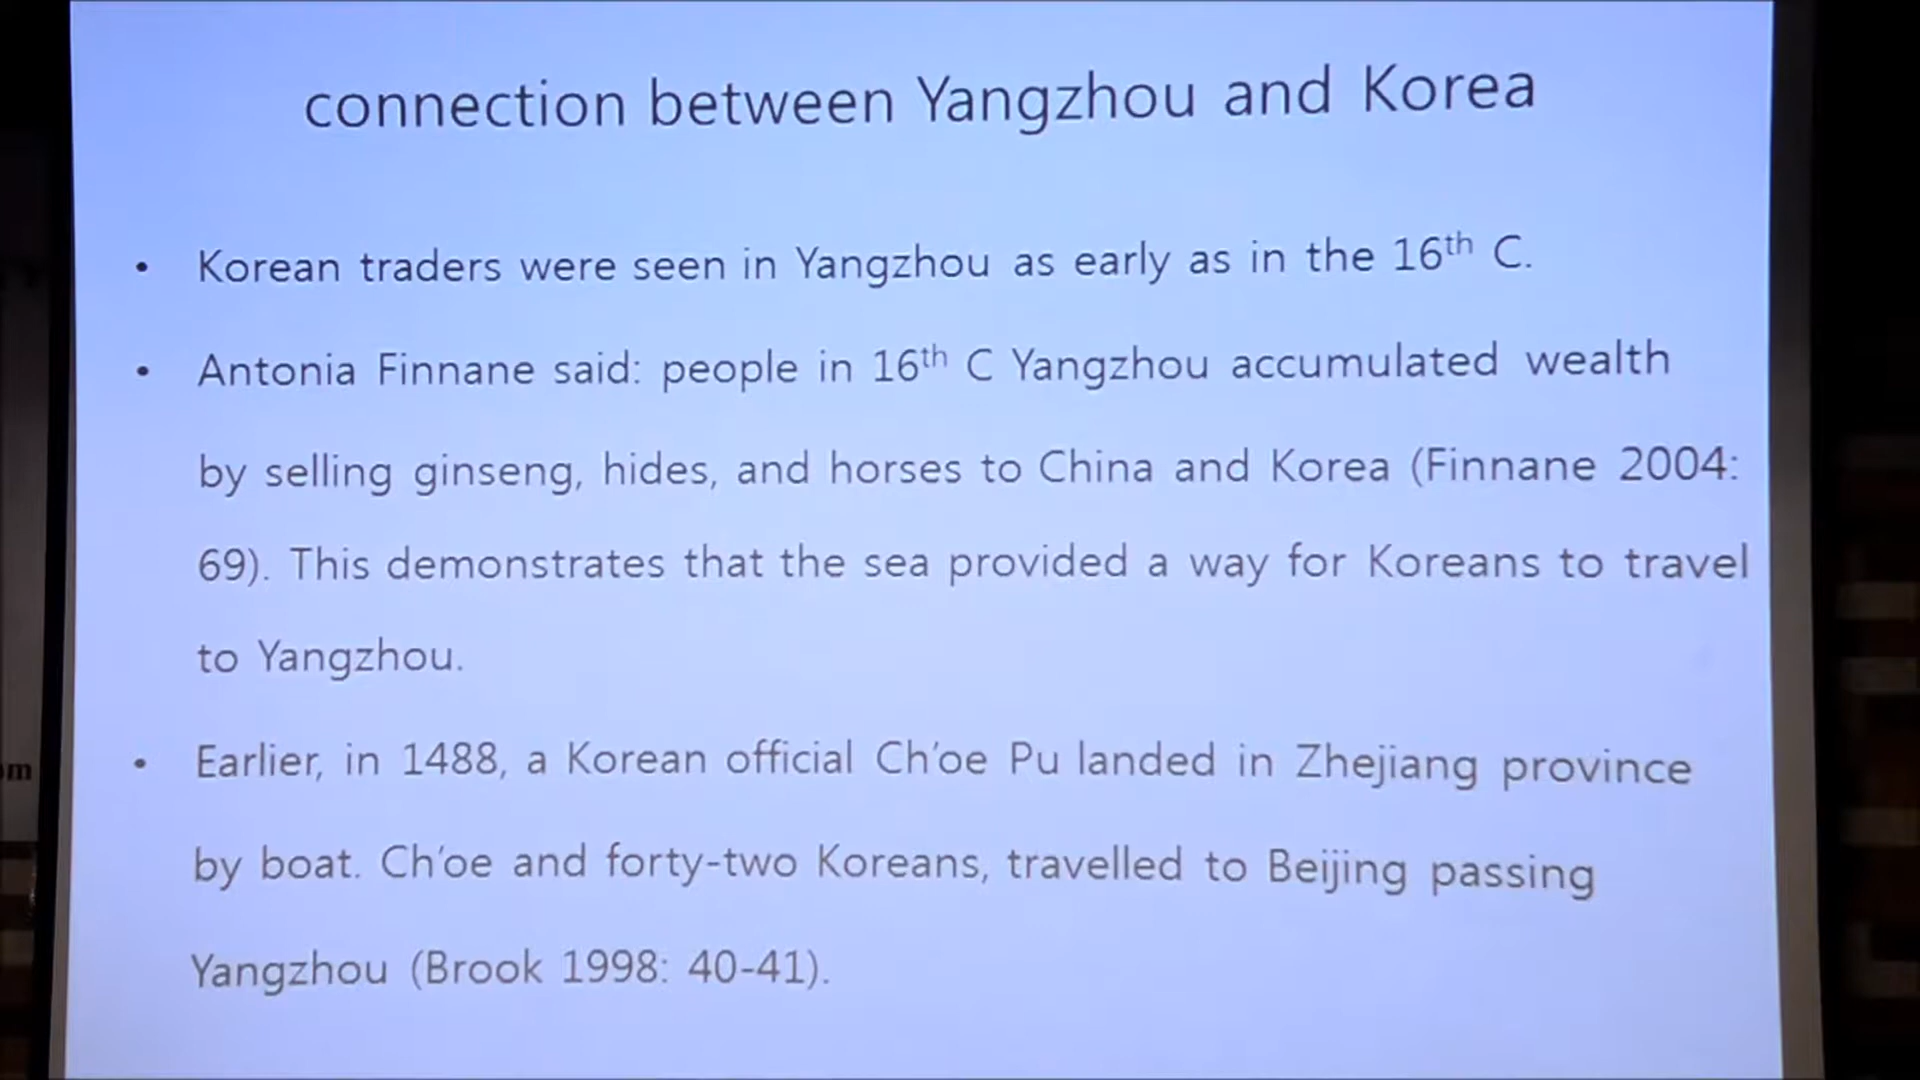 connection between Yangzhou and Korea
• Korean traders were seen in Yangzhou as early as in the 16th C.
• Antonia Finnane said: people in 16th C Yangzhou accumulated wealth
by selling ginseng, hides, and horses to China and Korea (Finnane 2004:
69). This demonstrates that the sea provided a way for Koreans to travel
to Yangzhou.
• Earlier, in 1488, a Korean official Ch'oe Pu landed in Zhejiang province
by boat. Ch'oe and forty-two Koreans, travelled to Beijing passing
Yangzhou (Brook 1998: 40-41).